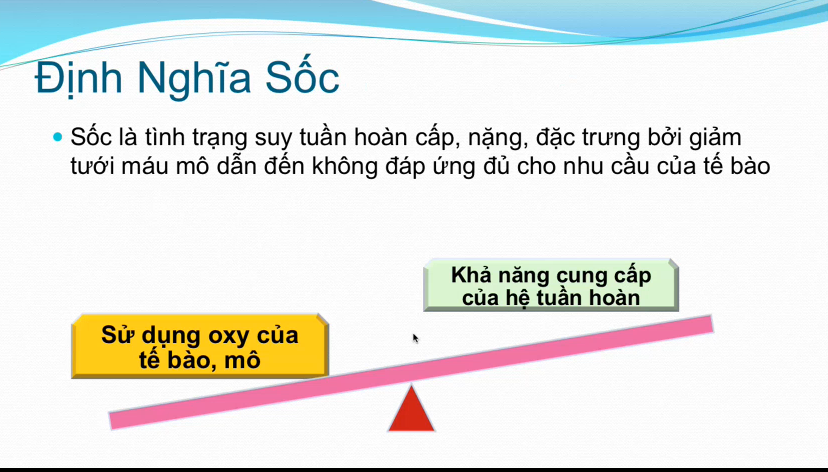 Định Nghĩa Sốc
Sốc là tình trạng suy tuần hoàn cấp, nặng, đặc trưng bởi giảm
tưới máu mô dẫn đến không đáp ứng đủ cho nhu cầu của tế bào
Khả năng cung cấp
của hệ tuần hoàn
Sử dụng oxy của
tế bào, mô